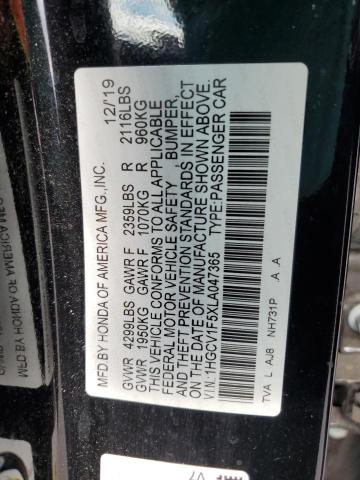 MFD.BY HONDA OF AMERICA MFG.,INC. 12/'19
GVWR 4299LBS GAWR F 2359LBS R 2116LBS
GVWR 1950KG GAWR F 1070KG R 960KG
THIS VEHICLE CONFORMS TO ALL APPLICABLE
FEDERAL MOTOR VEHICLE SAFETY , BUMPER,
AND THEFT PREVENTION STANDARDS IN EFFECT
ON THE DATE OF MANUFACTURE SHOWN ABOVE.
V.I.N.:1HGCV1F5XLA047365 TYPE:PASSENGER CAR
TVA L AJ8 NH731P .A .A